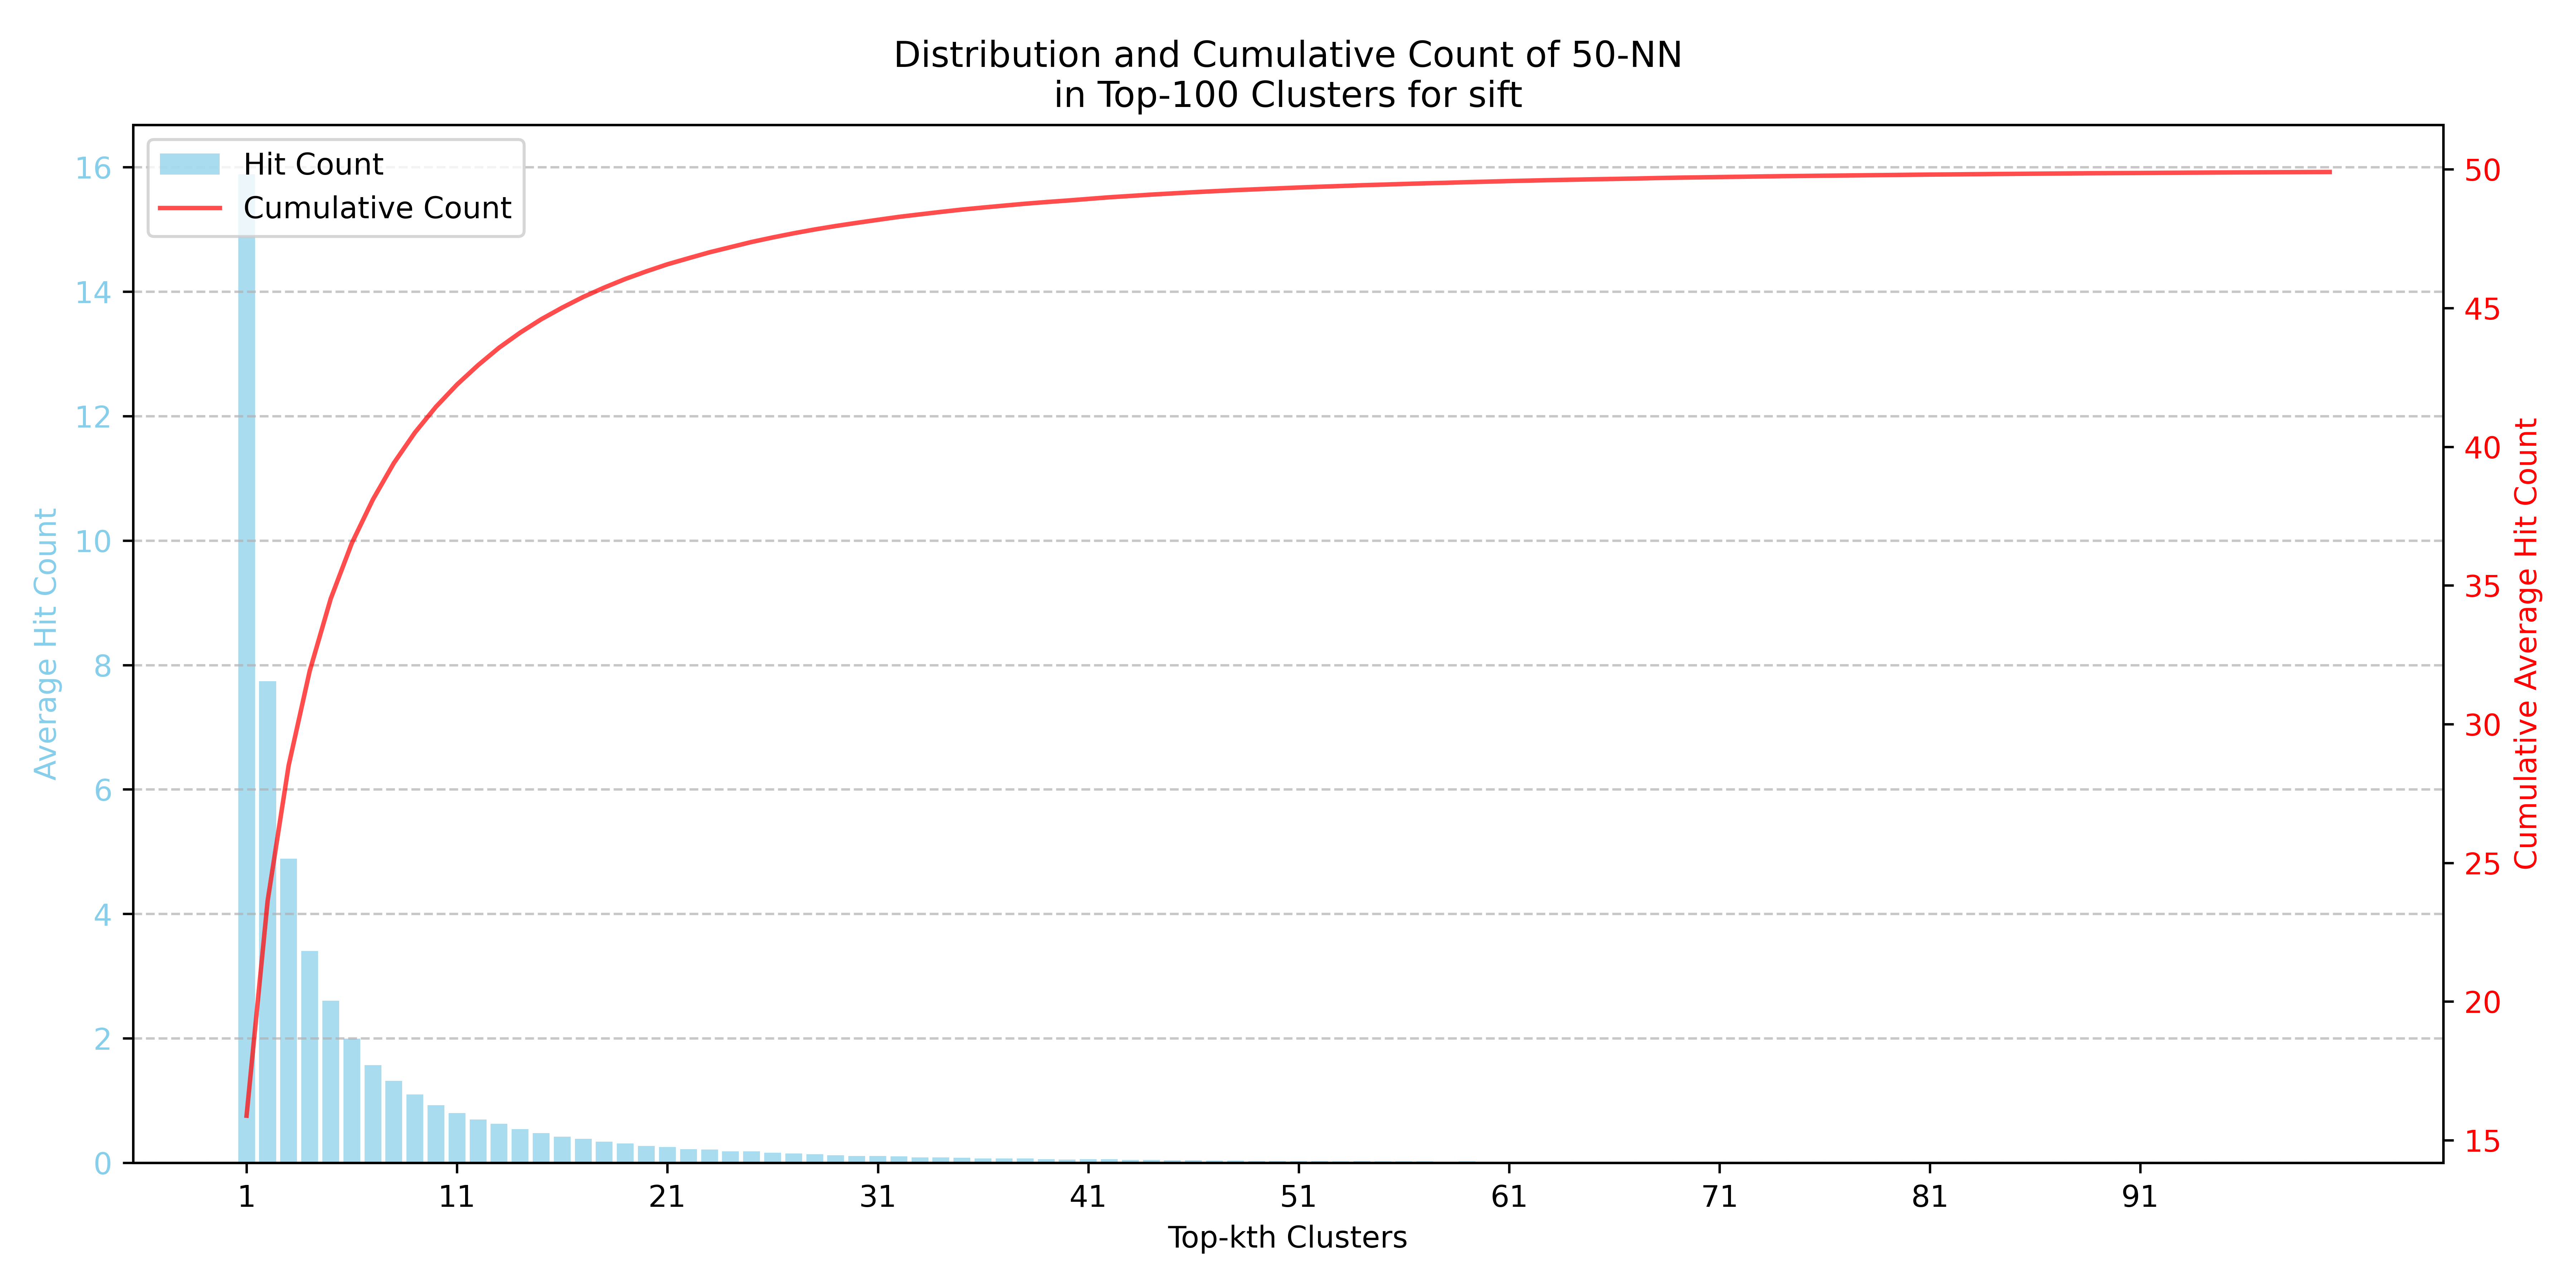 Distribution and Cumulative Count of 50-NN
in Top-100 Clusters for sift
Hit Count
Cumulative Count
Average Hit Count
16
14
12
10
8
6
4
2
0
50
45
40
35
30
25
20
15
Cumulative Average Hit Count
1 11 21 31 41 51 61 71 81 91
Top-kth Clusters